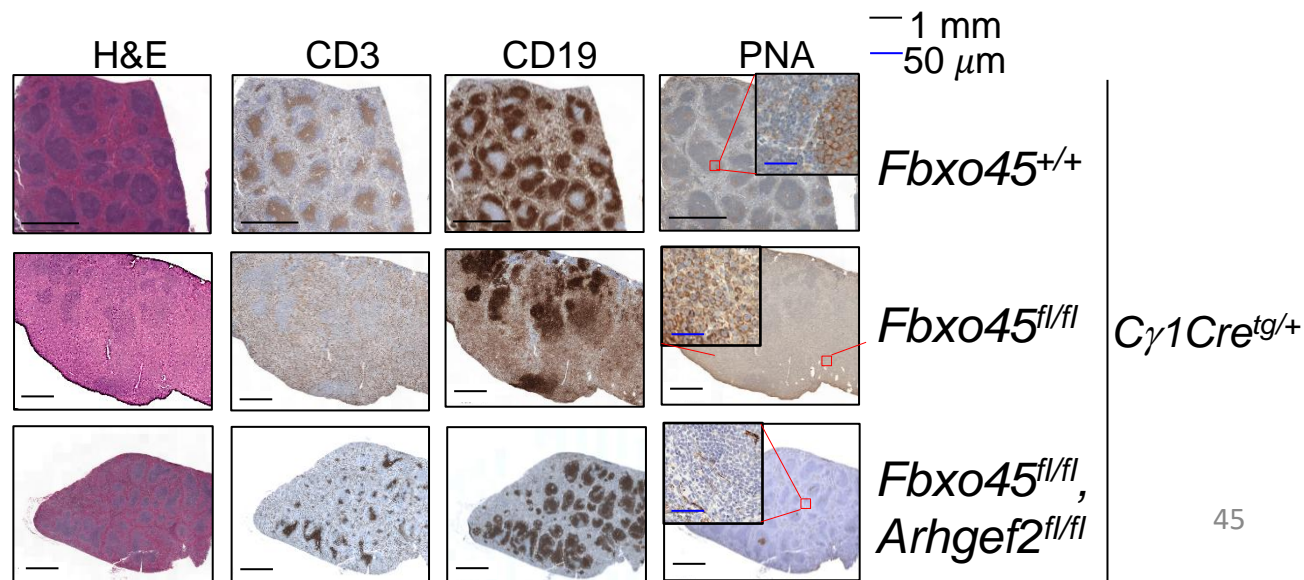 1 mm
50 μm
H&E CD3 CD19 PNA
Fbxo45+/+
Fbxo45fl/fl
Cγ1Cretg/+
Fbxo45fl/fl,
Arhgef2fl/fl
45